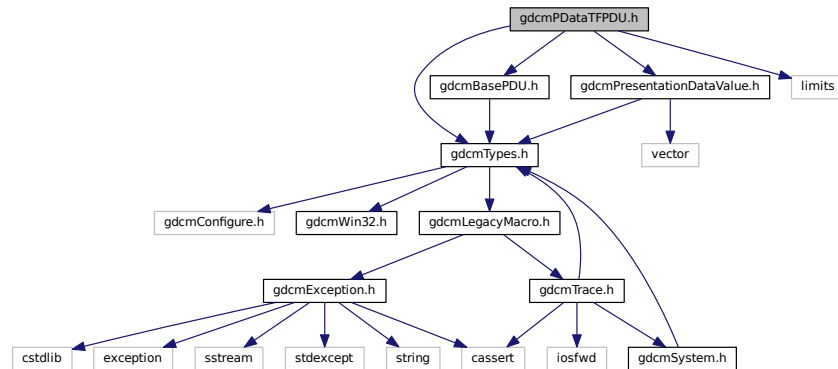 gdcmPDataTFPDU.h
gdcmBasePDU.h
gdcmPresentationDataValue.h
limits
gdcmTypes.h
vector
gdcmConfigure.h
gdcmWin32.h
gdcmLegacyMacro.h
gdcmException.h
gdcmTrace.h
cstdlib
exception
sstream
stdexcept
string
cassert
iosfwd
gdcmSystem.h